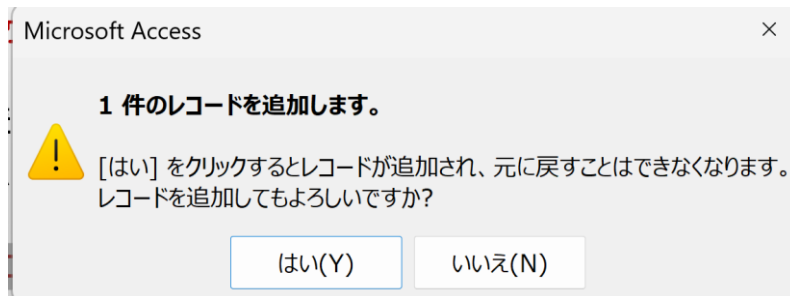 Microsoft Access
1 件のレコードを追加します。
[はい] をクリックするとレコードが追加され、元に戻すことはできなくなります。
レコードを追加してもよろしいですか?
はい(Y)
いいえ(N)